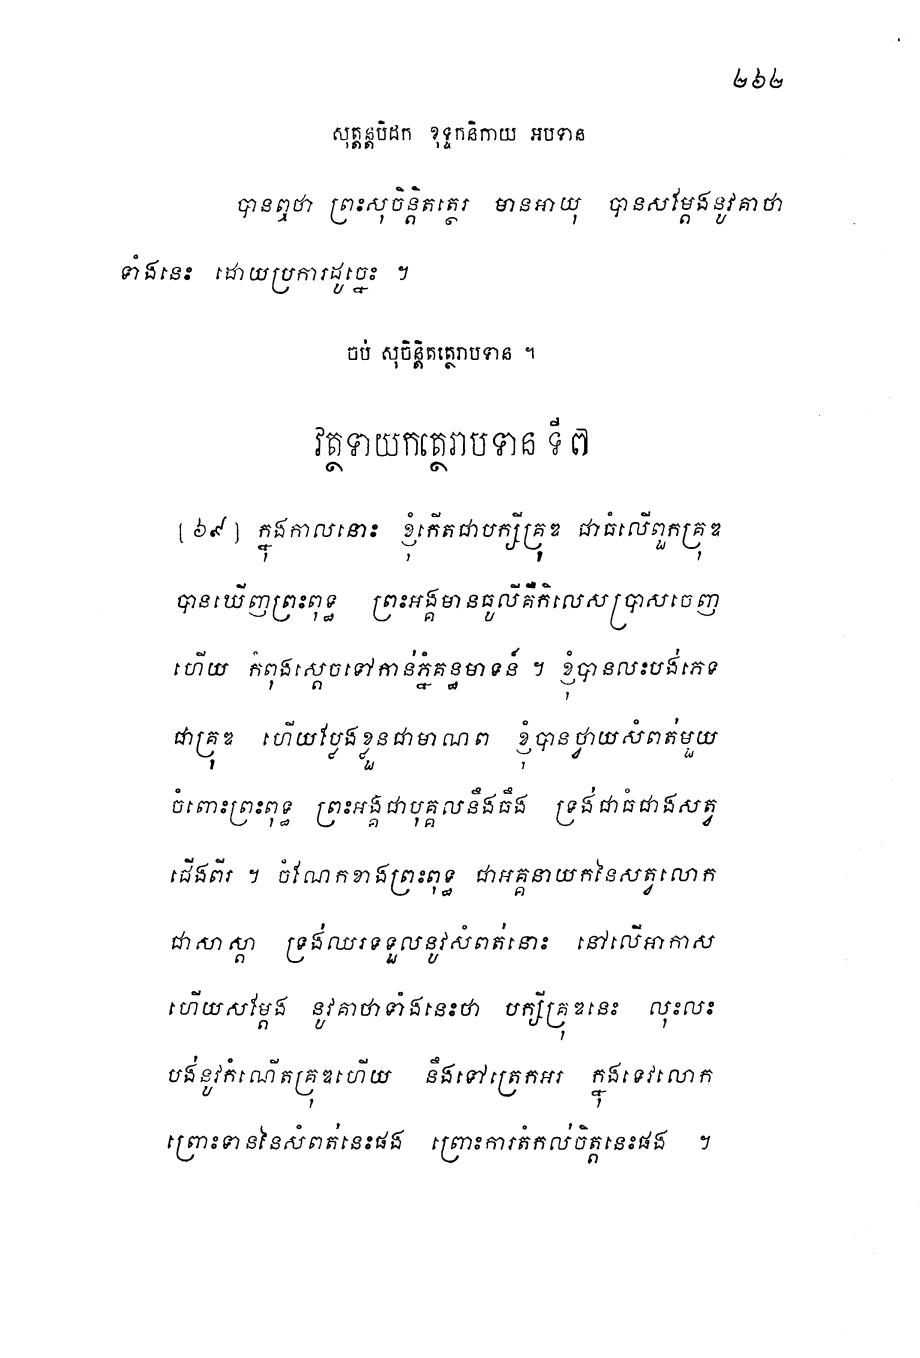 ២៦២
សុត្តន្តបិដក ខុទ្ទកនិកាយ អបទាន
បានឮថា ព្រះសុចិន្តិតត្ថេរ មានអាយុ បានសម្តែងនូវគាថា
ទាំងនេះ ដោយប្រការដូច្នេះ ។
ចប់ សុចិន្តិតត្ថេរាបទាន ។
វត្ថទាយកត្ថេរាបទាន ទី ៧
[៦៩] ក្នុងកាលនោះ ខ្ញុំកើតជាបក្សីគ្រុឌ ជាធំលើពួកគ្រុឌ
បានឃើញព្រះពុទ្ធ ព្រះអង្គមានធូលីគឺកិលេសប្រាសចេញ
ហើយ កំពុងស្តេចទៅកាន់ភ្នំគន្ធមាទន៍ ។ ខ្ញុំបានលះបង់ភេទ
ជាគ្រុឌ ហើយប្លែងខ្លួនជាមាណព ខ្ញុំបានថ្វាយសំពត់មួយ
ចំពោះព្រះពុទ្ធ ព្រះអង្គជាបុគ្គលនឹងធឹង ទ្រង់ជាធំជាងសត្វ
ជើងពីរ ។ ចំណែកខាងព្រះពុទ្ធ ជាអគ្គនាយកនៃសត្វលោក
ជាសាស្តា ទ្រង់ឈរទទួលនូវសំពត់នោះ នៅលើអាកាស
ហើយសម្តែង នូវគាថាទាំងនេះថា បក្សីគ្រុឌនេះ លុះលះ
បង់នូវកំណើតគ្រុឌហើយ នឹងទៅត្រេកអរ ក្នុងទេវលោក
ព្រោះទាននៃសំពត់នេះផង ព្រោះការតំកល់ចិត្តនេះផង ។